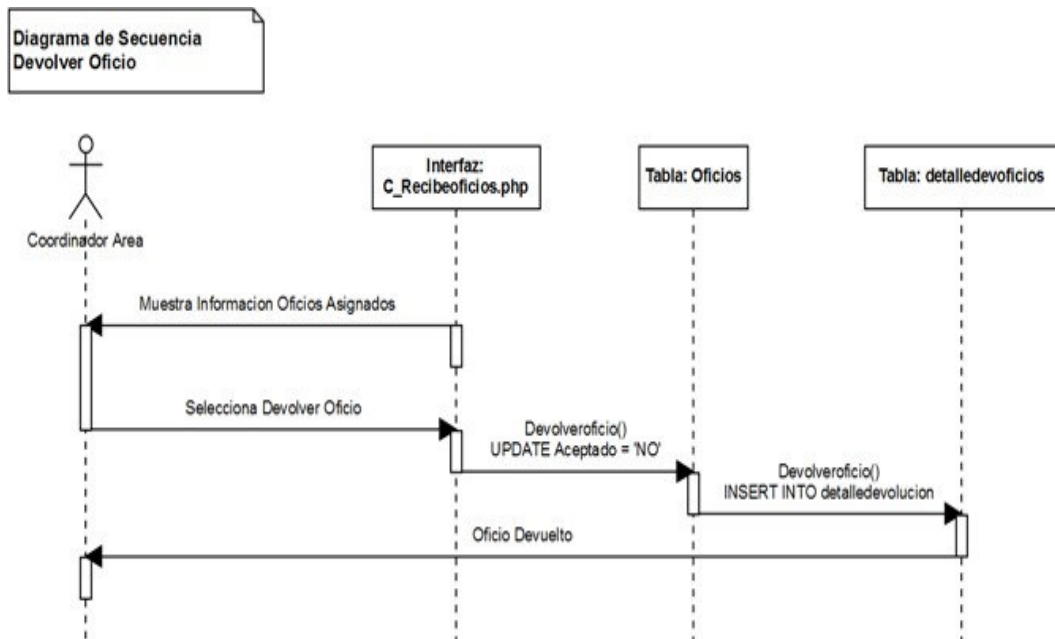 Diagrama de Secuencia
Devolver Oficio
Coordinador Area
Interfaz:
C_Recibeoficios.php
Tabla: Oficios
Tabla: detalledevoficios
Muestra Informacion Oficios Asignados
Selecciona Devolver Oficio
Devolveroficio()
UPDATE Aceptado = 'NO'
Devolveroficio()
INSERT INTO detalledevolucion
Oficio Devuelto